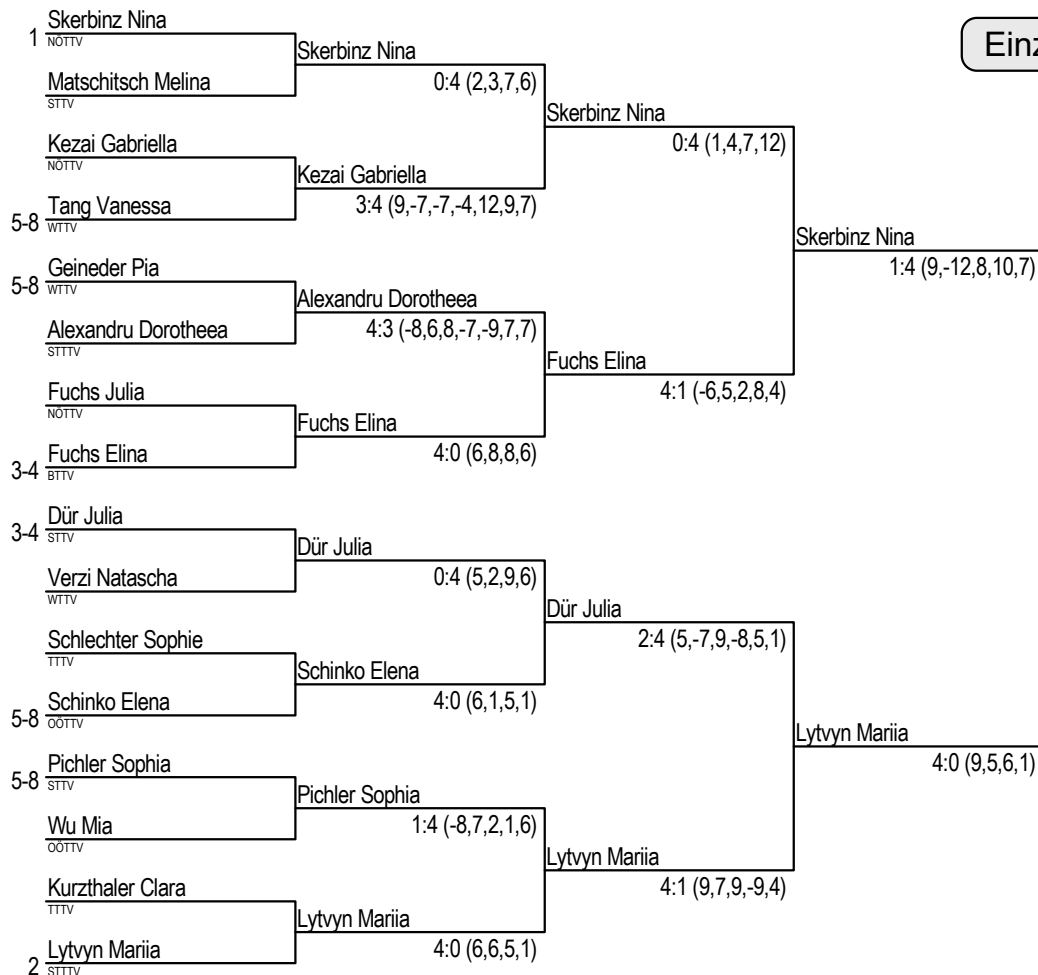 Einz
1 Skerbinz Nina
NÖTTV
Skerbinz Nina
Matschitsch Melina
STTV
0:4 (2,3,7,6)
Skerbinz Nina
Kezai Gabriella
NÖTTV
0:4 (1,4,7,12)
Kezai Gabriella
5-8 Tang Vanessa
WTTV
3:4 (9,-7,-7,-4,12,9,7)
Skerbinz Nina
5-8 Geineder Pia
WTTV
1:4 (9,-12,8,10,7)
Alexandru Dorotheea
Alexandru Dorotheea
STTTV
4:3 (-8,6,8,-7,-9,7,7)
Fuchs Elina
Fuchs Julia
NÖTTV
4:1 (-6,5,2,8,4)
Fuchs Elina
3-4 Fuchs Elina
BTTV
4:0 (6,8,8,6)
3-4 Dür Julia
STTV
Dür Julia
Verzi Natascha
WTTV
0:4 (5,2,9,6)
Dür Julia
Schlechter Sophie
TTTV
2:4 (5,-7,9,-8,5,1)
Schinko Elena
5-8 Schinko Elena
OÖTTV
4:0 (6,1,5,1)
Lytvyn Mariia
5-8 Pichler Sophia
STTV
4:0 (9,5,6,1)
Pichler Sophia
Wu Mia
OÖTTV
1:4 (-8,7,2,1,6)
Lytvyn Mariia
Kurzthaler Clara
TTTV
4:1 (9,7,9,-9,4)
Lytvyn Mariia
2 Lytvyn Mariia
STTTV
4:0 (6,6,5,1)